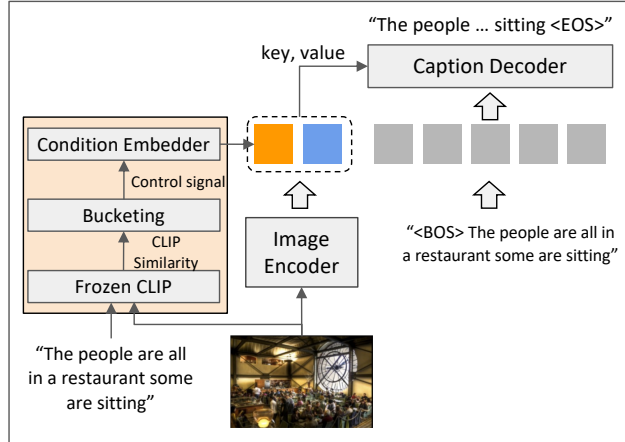 “The people … sitting <EOS>”
key, value
Caption Decoder
Condition Embedder
Control signal
Bucketing
CLIP
Similarity
Frozen CLIP
Image
Encoder
“<BOS> The people are all in
a restaurant some are sitting”
“The people are all
in a restaurant some
are sitting”